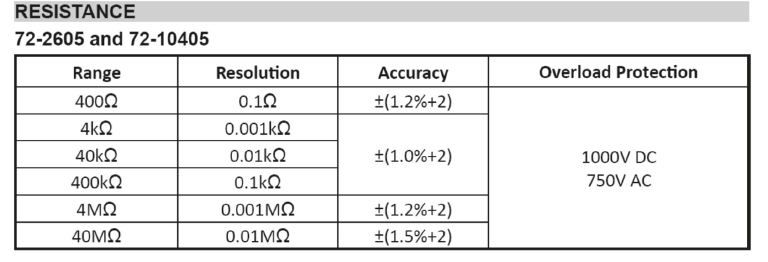 RESISTANCE
72-2605 and 72-10405
Range Resolution Accuracy Overload Protection
400Ω 0.1Ω ±(1.2%+2)
4kΩ 0.001kΩ
40kΩ 0.01kΩ ±(1.0%+2) 1000V DC
400kΩ 0.1kΩ 750V AC
4MΩ 0.001MΩ ±(1.2%+2)
40MΩ 0.01MΩ ±(1.5%+2)